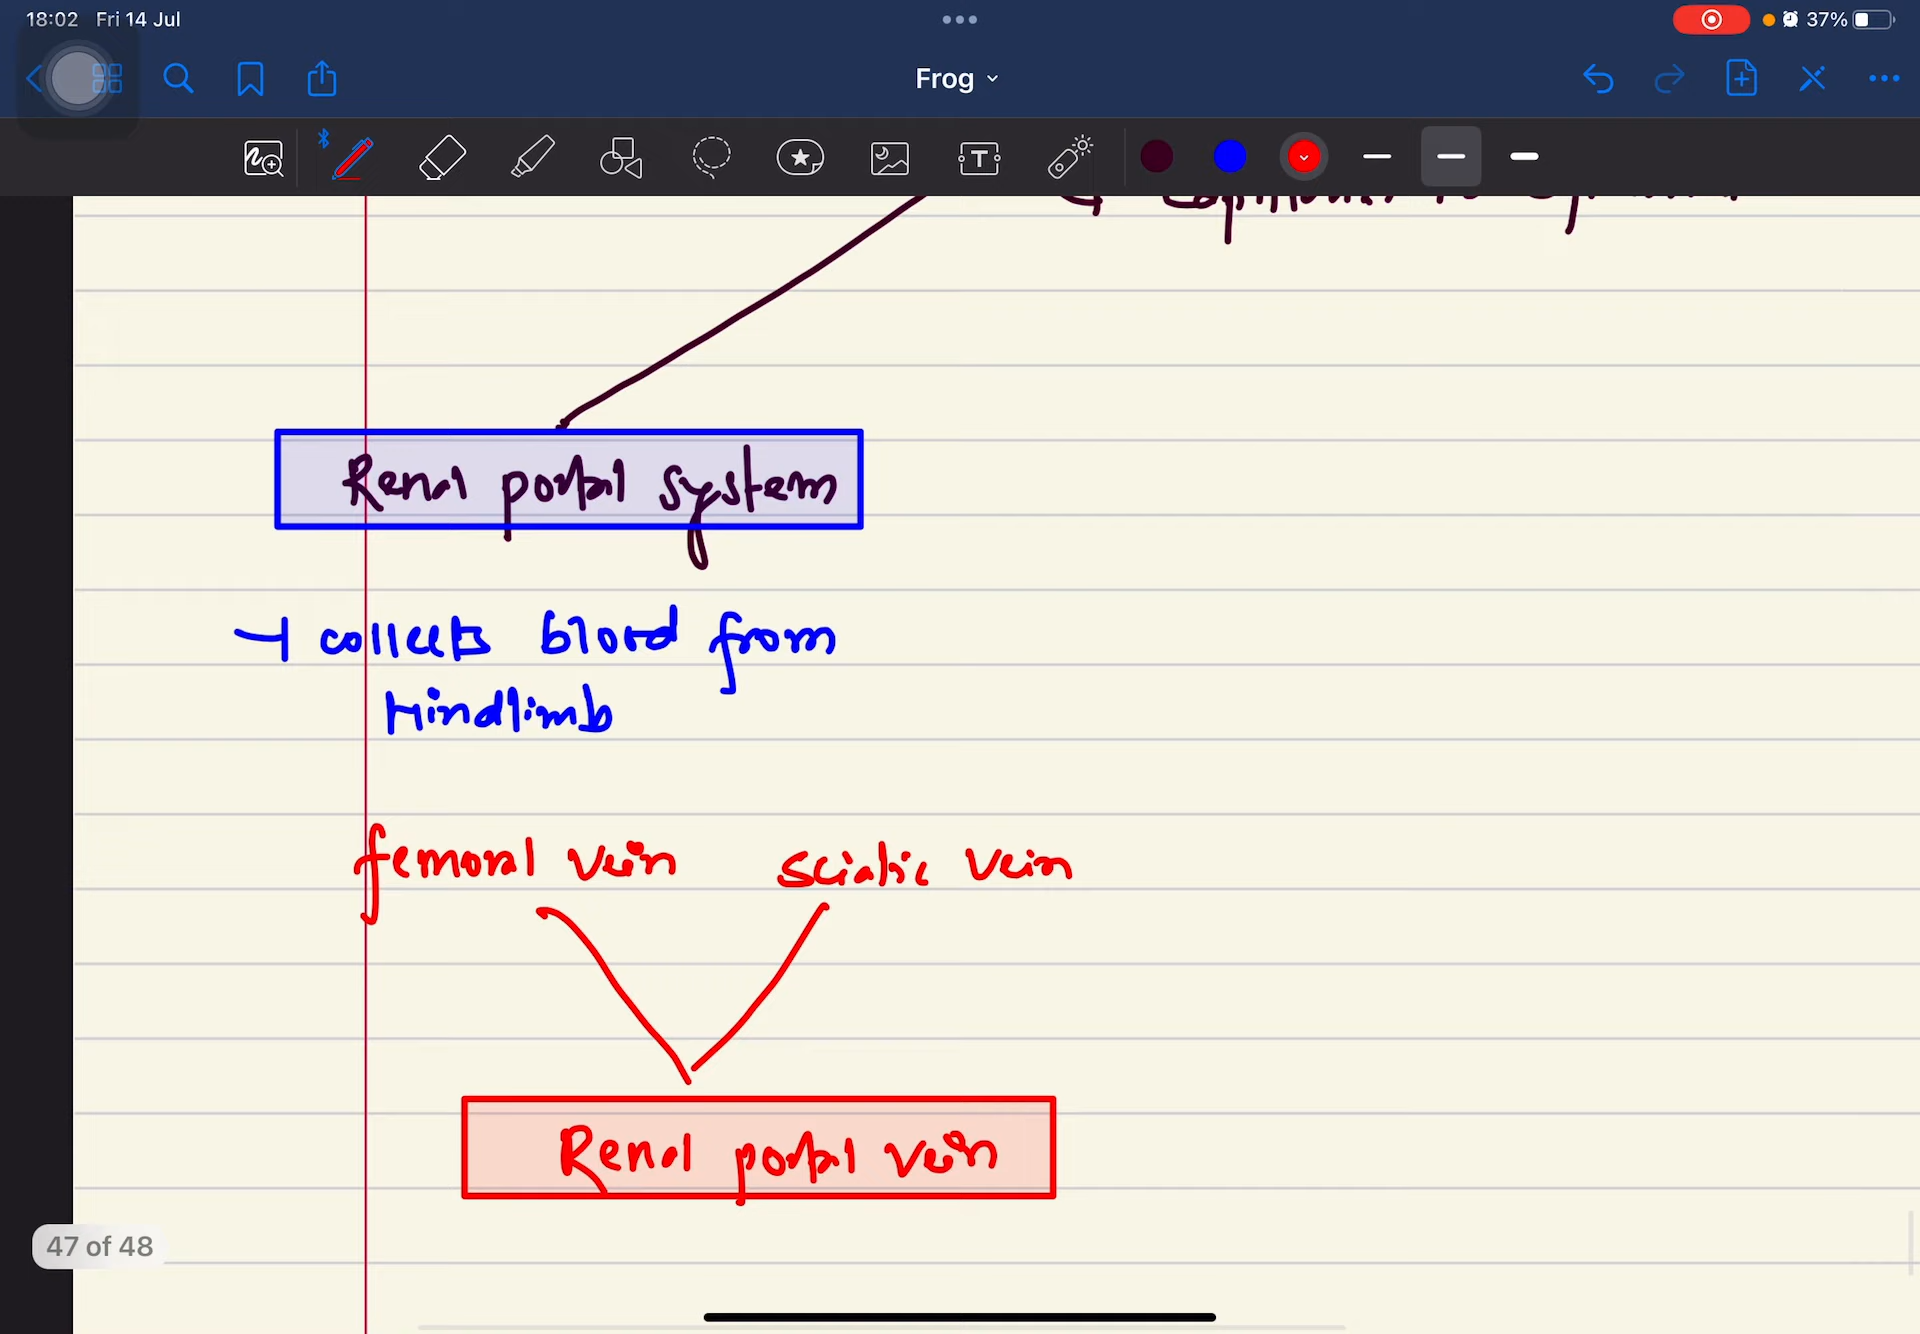 18:02 Fri 14 Jul
37%
Frog
T
Renal portal system
collects blood from
Hindlimb
femoral vein sciatic vein
Renal portal vein
47 of 48